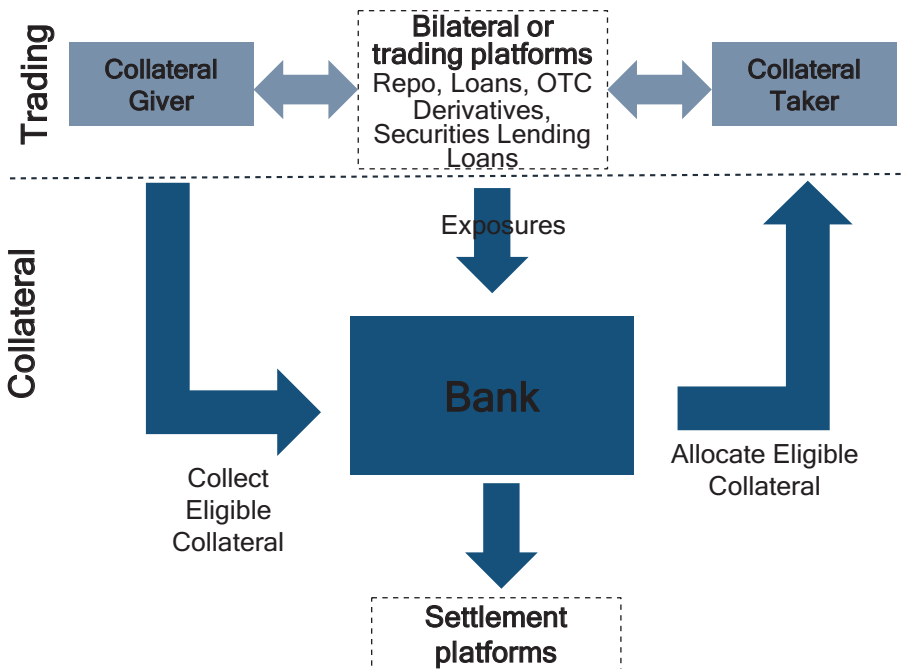 Trading
Collateral
Giver
Bilateral or
trading platforms
Repo, Loans, OTC
Derivatives,
Securities Lending
Loans
Collateral
Taker
Collateral
Exposures
Bank
Collect
Eligible
Collateral
Allocate Eligible
Collateral
Settlement
platforms